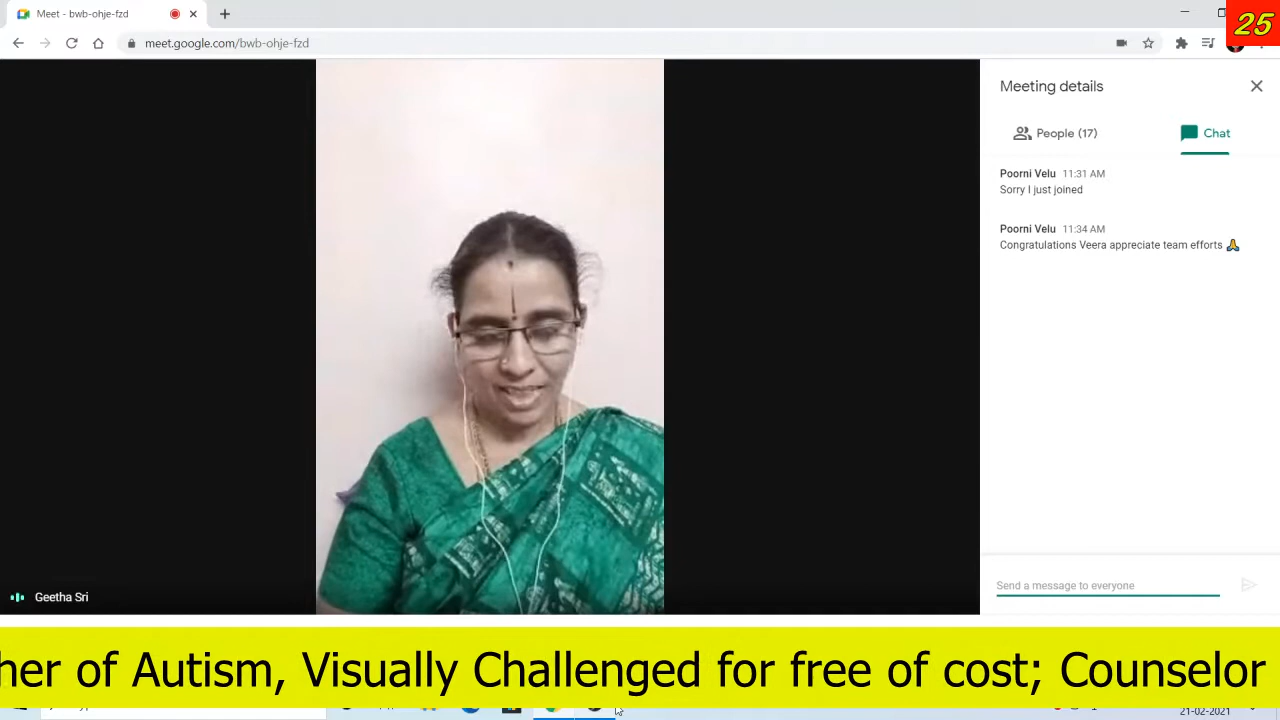 Meet - bwb-ohje-fzd
25
meet.google.com/bwb-ohje-fzd
Meeting details
People (17)
Chat
Poorni Velu 11:31 AM
Sorry I just joined
Poorni Velu 11:34 AM
Congratulations Veera appreciate team efforts 🙏
Send a message to everyone
Geetha Sri
her of Autism, Visually Challenged for free of cost; Counselor
21-02-2021